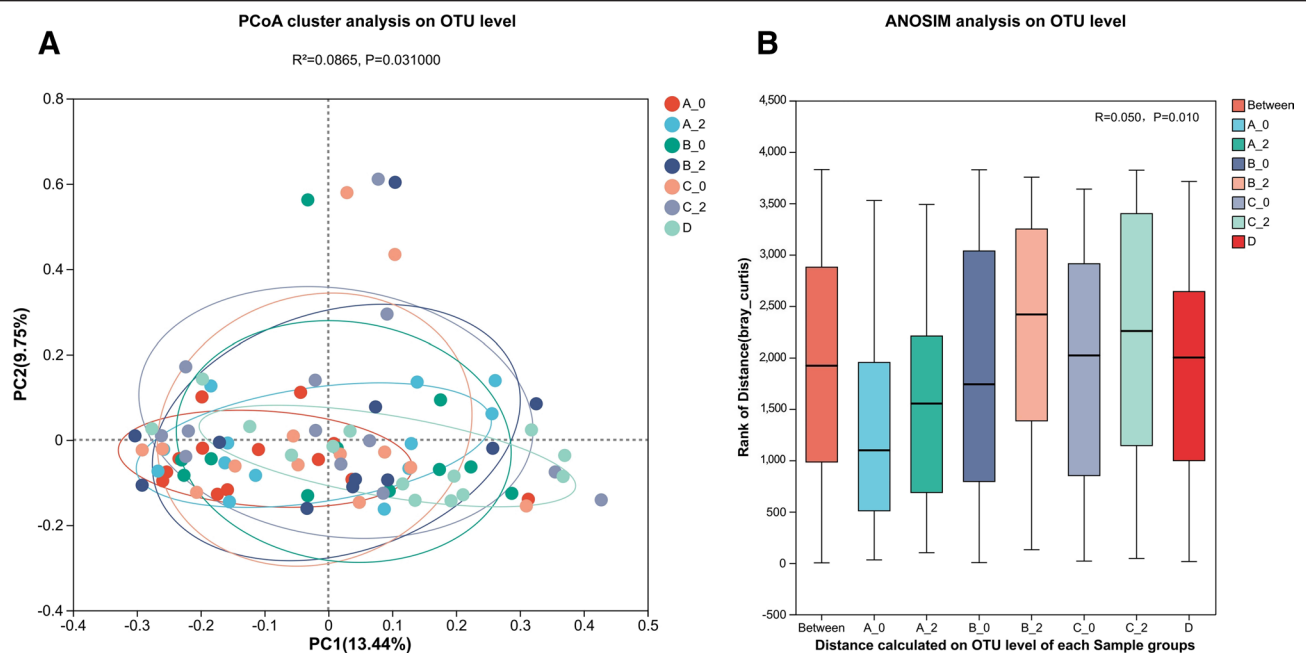 PCoA cluster analysis on OTU level
A
R²=0.0865, P=0.031000
0.8
0.6
0.4
0.2
0
-0.2
-0.4
-0.4 -0.3 -0.2 -0.1 0 0.1 0.2 0.3 0.4 0.5
PC1(13.44%)
PC2(9.75%)
A_0
A_2
B_0
B_2
C_0
C_2
D
ANOSIM analysis on OTU level
B
R=0.050, P=0.010
4,500
4,000
3,500
3,000
2,500
2,000
1,500
1,000
500
0
-500
Between A_0 A_2 B_0 B_2 C_0 C_2 D
Distance calculated on OTU level of each Sample groups
Rank of Distance(bray_curtis)
Between
A_0
A_2
B_0
B_2
C_0
C_2
D